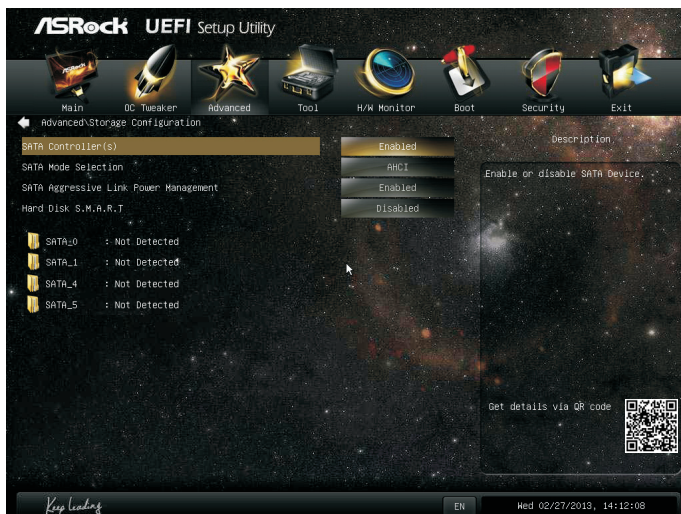 ASRock UEFI Setup Utility
Main OC Tweaker Advanced Tool H/W Monitor Boot Security Exit
Advanced\Storage Configuration
Description
SATA Controller(s) Enabled
Enable or disable SATA Device.
SATA Mode Selection AHCI
SATA Aggressive Link Power Management Enabled
Hard Disk S.M.A.R.T Disabled
SATA_0 : Not Detected
SATA_1 : Not Detected
SATA_4 : Not Detected
SATA_5 : Not Detected
Get details via QR code
Keep Leading
EN Wed 02/27/2013, 14:12:08